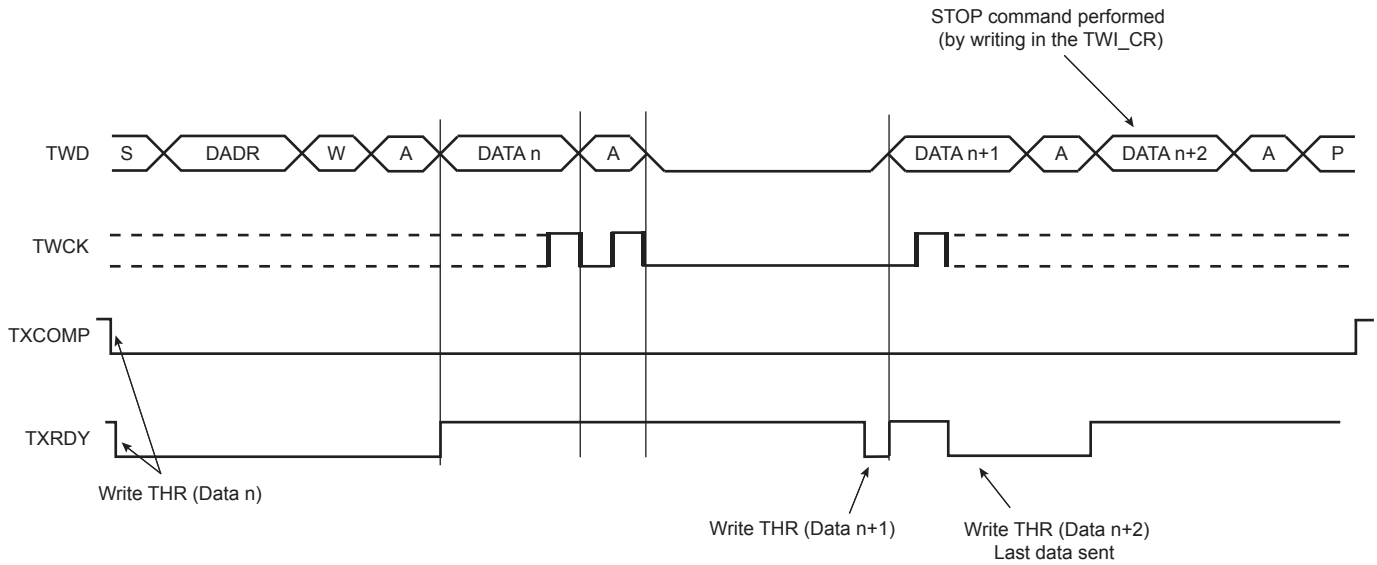 STOP command performed
(by writing in the TWI_CR)
TWD S DADR W A DATA n A DATA n+1 A DATA n+2 A P
TWCK
TXCOMP
TXRDY
Write THR (Data n)
Write THR (Data n+1)
Write THR (Data n+2)
Last data sent